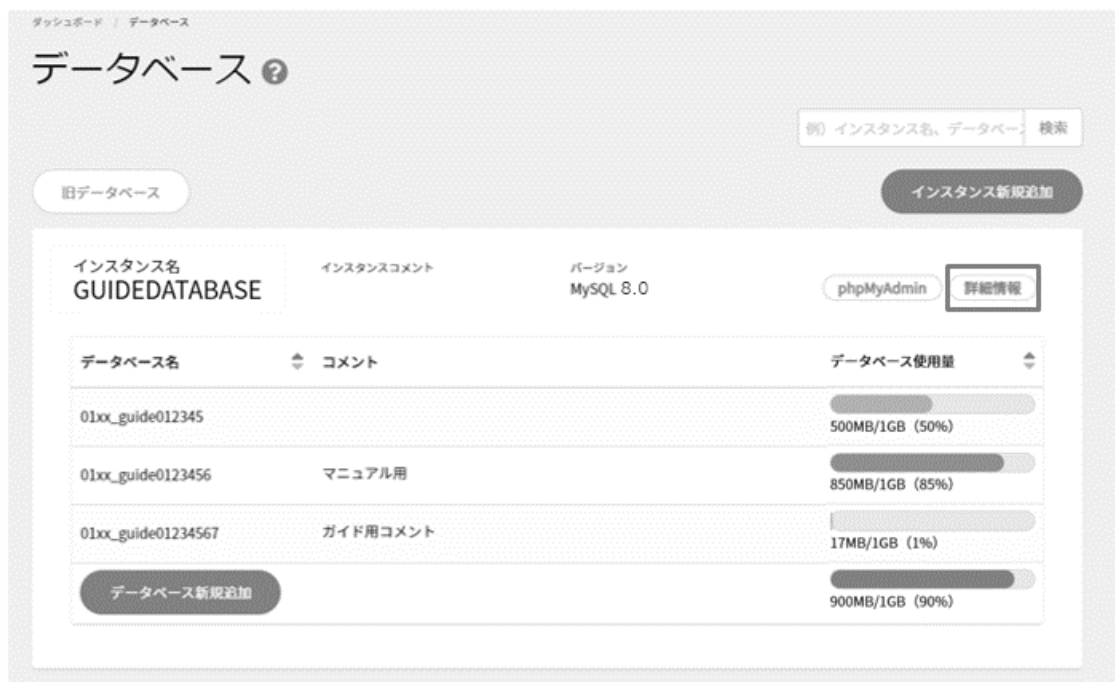 ダッシュボード / データベース
データベース ?
例）インスタンス名、データベース 検索
旧データベース インスタンス新規追加
インスタンス名 インスタンスコメント バージョン
GUIDEDATABASE MySQL 8.0 phpMyAdmin 詳細情報
データベース名 コメント データベース使用量
01xx_guide012345
500MB/1GB（50%）
01xx_guide0123456 マニュアル用
850MB/1GB（85%）
01xx_guide01234567 ガイド用コメント
17MB/1GB（1%）
データベース新規追加
900MB/1GB（90%）